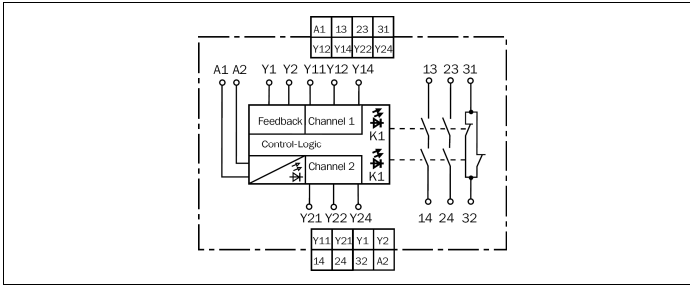 A1 13 23 31
Y12 Y14 Y22 Y24
A1 A2 Y1 Y2 Y11 Y12 Y14 13 23 31
Feedback Channel 1
K1
Control-Logic
Channel 2
K1
Y21 Y22 Y24 14 24 32
Y11 Y21 Y1 Y2
14 24 32 A2